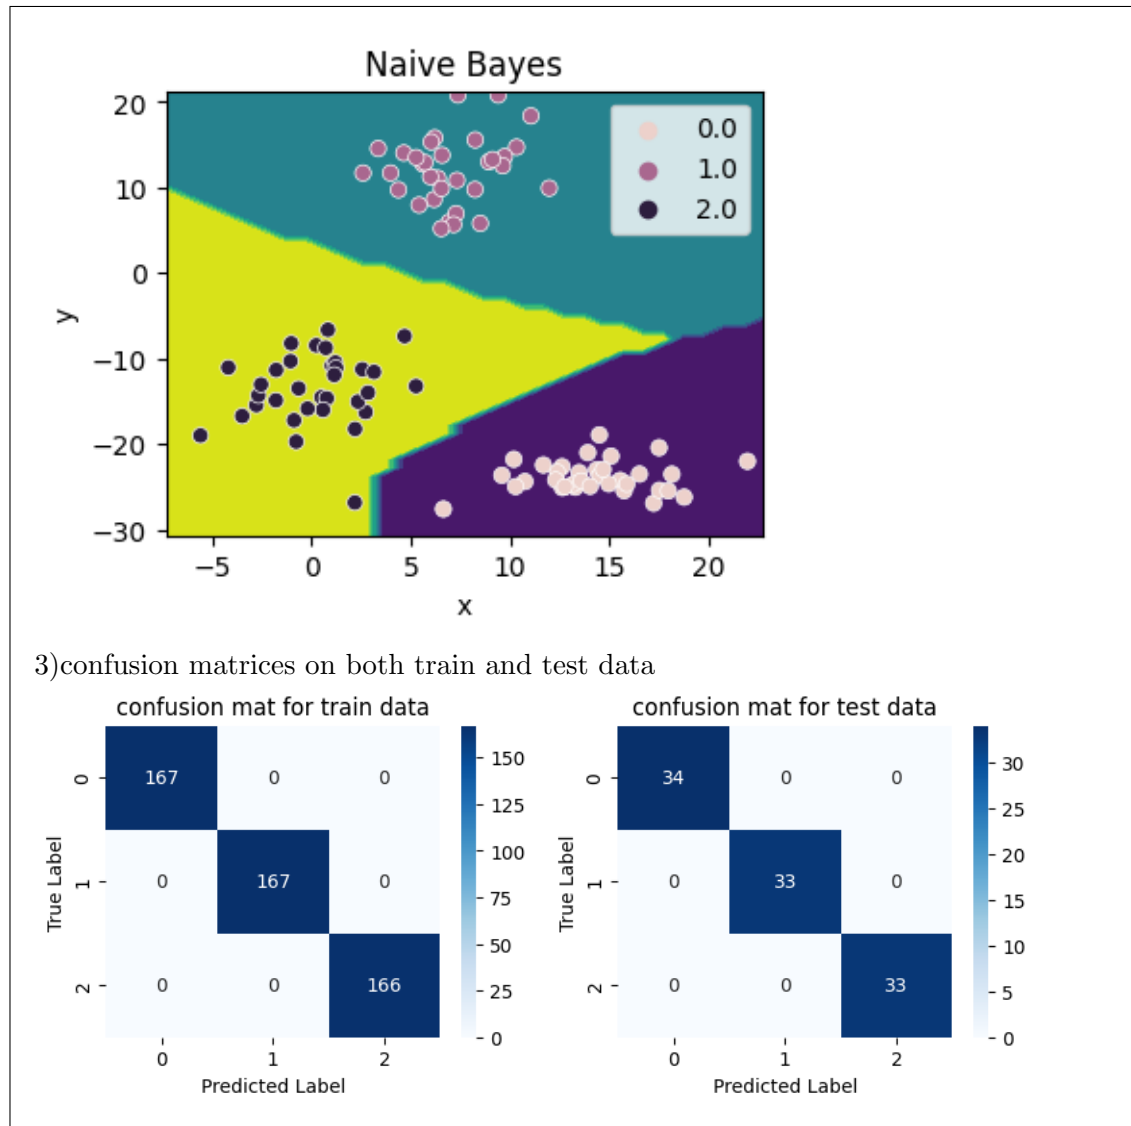 Naive Bayes
20
10
0
−10
−20
−30
y
0.0
1.0
2.0
−5 0 5 10 15 20
x
3)confusion matrices on both train and test data
confusion mat for train data
True Label
0 167 0 0
1 0 167 0
2 0 0 166
0 1 2
Predicted Label
150
125
100
75
50
25
0
confusion mat for test data
True Label
0 34 0 0
1 0 33 0
2 0 0 33
0 1 2
Predicted Label
30
25
20
15
10
5
0